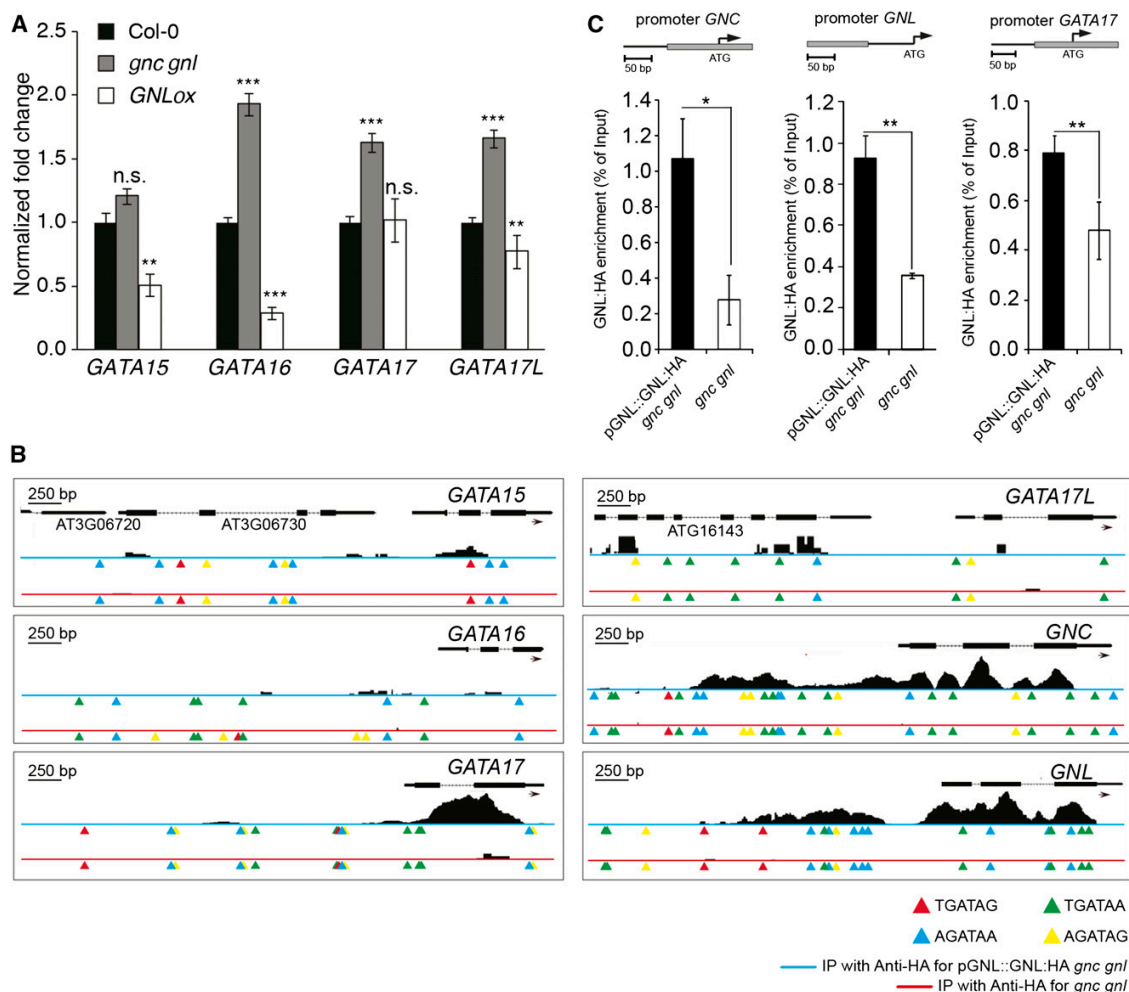 A
Col-0
gnc gnl
GNLox
Normalized fold change
2.5
2.0
1.5
1.0
0.5
0.0
n.s.
**
***
***
***
n.s.
***
**
GATA15
GATA16
GATA17
GATA17L
C
promoter GNC
ATG
50 bp
GNL:HA enrichment (% of Input)
1.4
1.2
1.0
0.8
0.6
0.4
0.2
0.0
*
pGNL::GNL:HA
gnc gnl
gnc gnl
promoter GNL
ATG
50 bp
GNL:HA enrichment (% of Input)
1.2
1.0
0.8
0.6
0.4
0.2
0.0
**
pGNL::GNL:HA
gnc gnl
gnc gnl
promoter GATA17
ATG
50 bp
GNL:HA enrichment (% of Input)
1.0
0.8
0.6
0.4
0.2
0.0
**
pGNL::GNL:HA
gnc gnl
gnc gnl
B
250 bp
GATA15
AT3G06720
AT3G06730
250 bp
GATA16
250 bp
GATA17
250 bp
GATA17L
ATG16143
250 bp
GNC
250 bp
GNL
TGATAG
TGATAA
AGATAA
AGATAG
IP with Anti-HA for pGNL::GNL:HA gnc gnl
IP with Anti-HA for gnc gnl